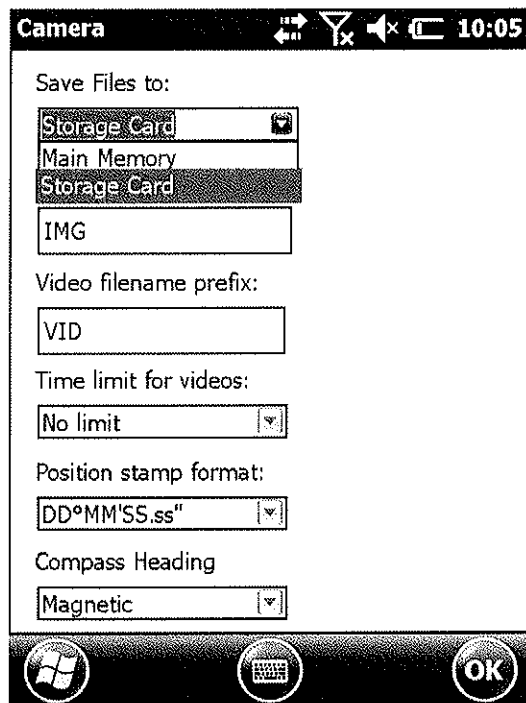 Camera 10:05
Save Files to:
Storage Card
Main Memory
Storage Card
IMG
Video filename prefix:
VID
Time limit for videos:
No limit
Position stamp format:
DD°MM'SS.ss"
Compass Heading
Magnetic
OK